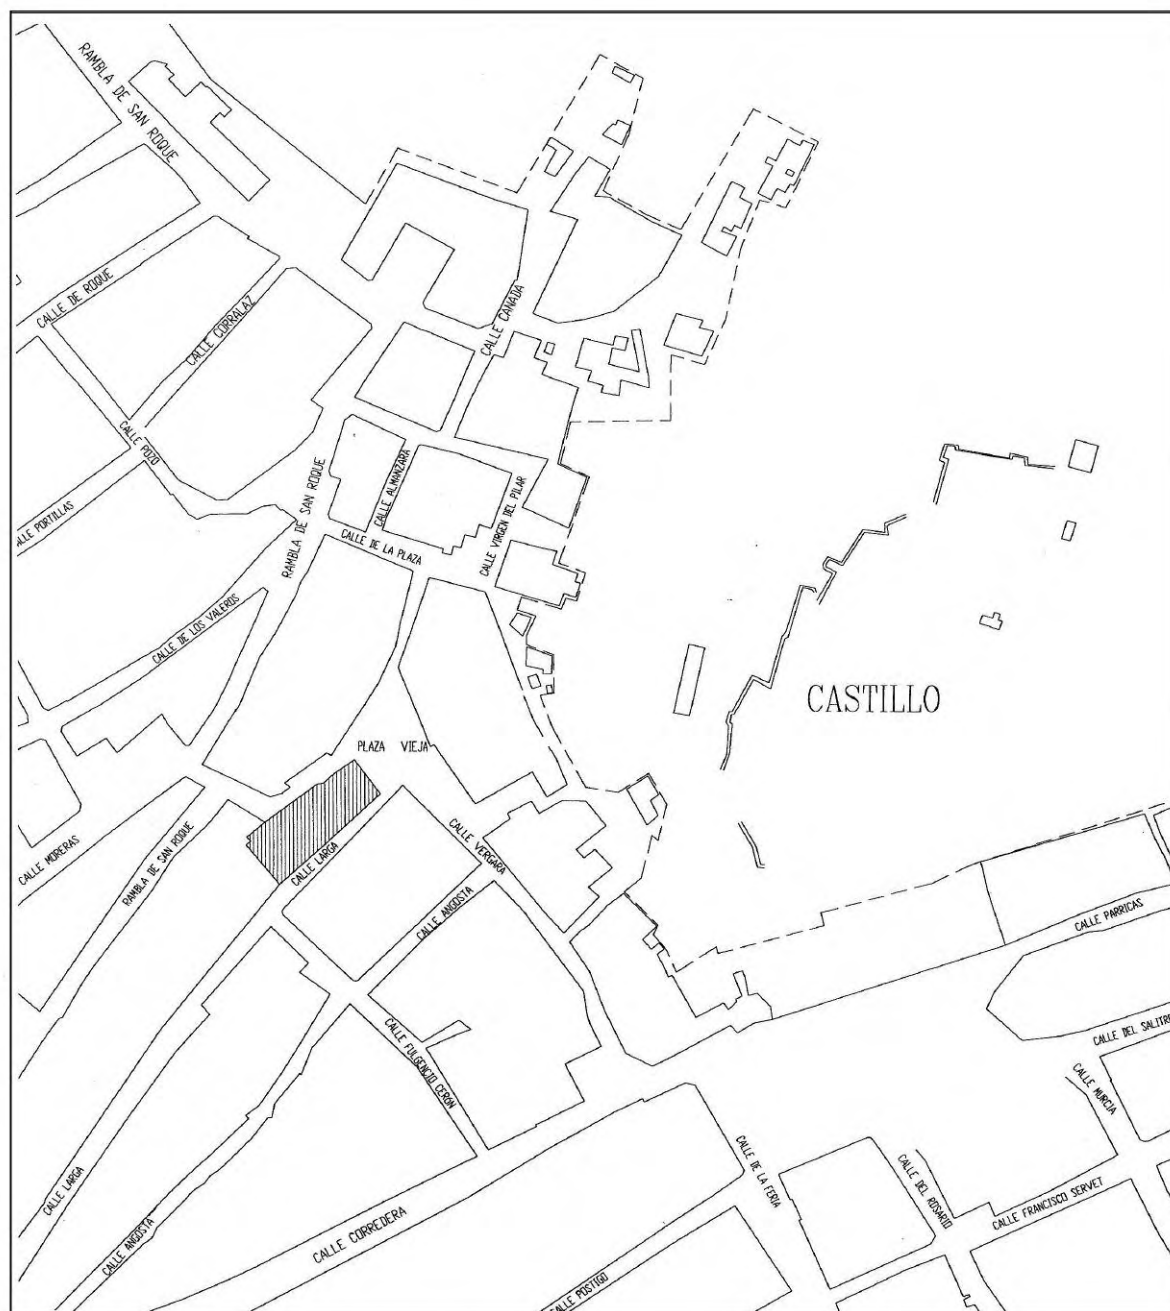 RAMBLA DE SAN ROQUE
CALLE DE ROQUE
CALLE CORRALAZ
CALLE CANADA
CALLE POZO
CALLE ALMANZARA
RAMBLA DE SAN ROQUE
CALLE VIRGEN DEL PILAR
ALLE PORTILLAS
CALLE DE LA PLAZA
CALLE DE LOS VALEROS
CASTILLO
PLAZA VIEJA
CALLE MORERAS
RAMBLA DE SAN ROQUE
CALLE LARGA
CALLE VERGARA
CALLE ANGOSTA
CALLE PARRICAS
CALLE DEL SALITRE
CALLE FULGENCIO CERON
CALLE MURCIA
CALLE LARGA
CALLE DE LA FERIA
CALLE DEL ROSARIO
CALLE FRANCISCO SERVET
CALLE ANGOSTA
CALLE CORREDERA
CALLE POSTIGO